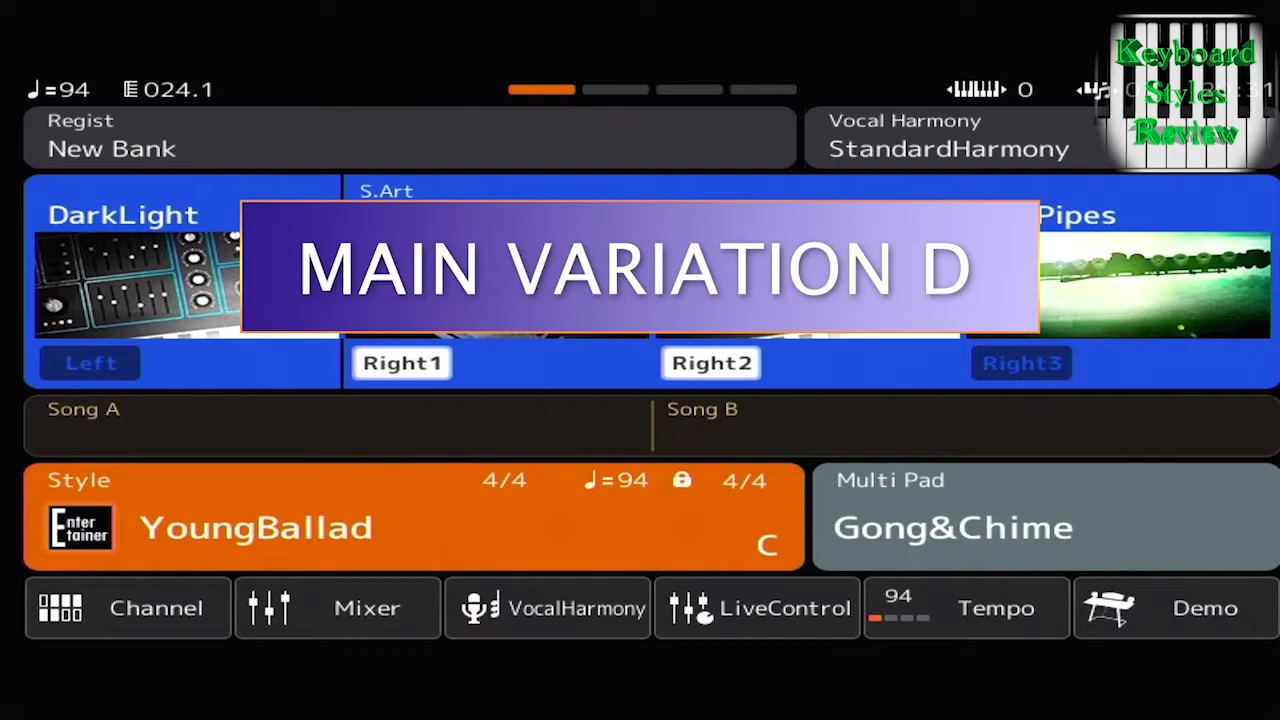 ♩=94 024.1 0
Keyboard
Styles
Review
31
Regist
New Bank
Vocal Harmony
StandardHarmony
DarkLight
S.Art
Pipes
MAIN VARIATION D
Left
Right1
Right2
Right3
Song A
Song B
Style 4/4 ♩=94 4/4
Enter
tainer
YoungBallad
C
Multi Pad
Gong&Chime
Channel
Mixer
VocalHarmony
LiveControl
94
Tempo
Demo